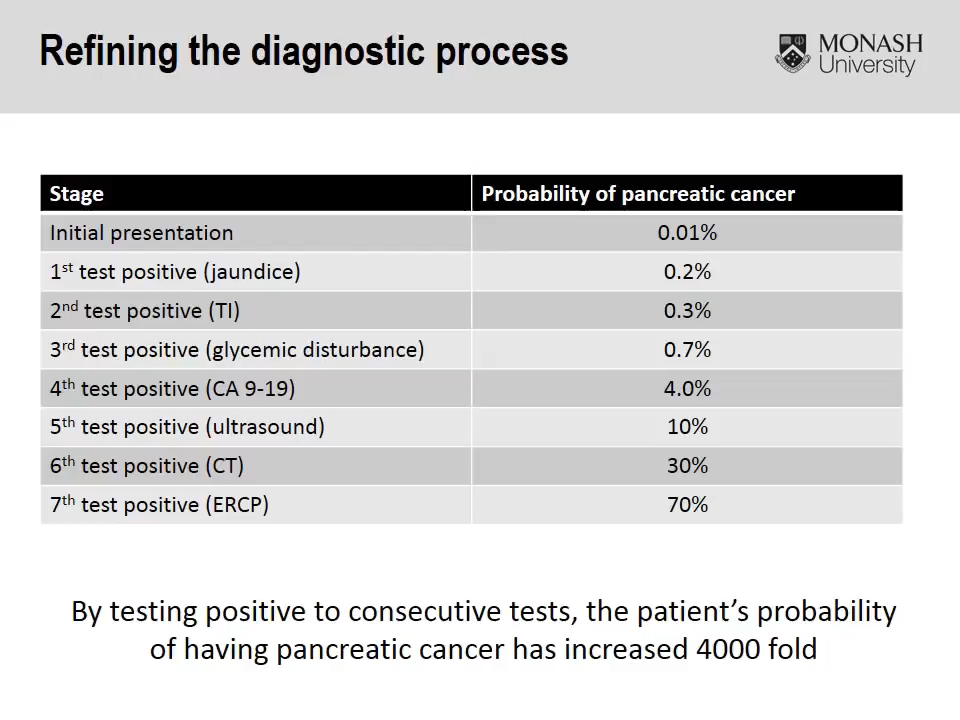 Refining the diagnostic process
MONASH
University
Stage Probability of pancreatic cancer
Initial presentation 0.01%
1st test positive (jaundice) 0.2%
2nd test positive (TI) 0.3%
3rd test positive (glycemic disturbance) 0.7%
4th test positive (CA 9-19) 4.0%
5th test positive (ultrasound) 10%
6th test positive (CT) 30%
7th test positive (ERCP) 70%
By testing positive to consecutive tests, the patient’s probability
of having pancreatic cancer has increased 4000 fold